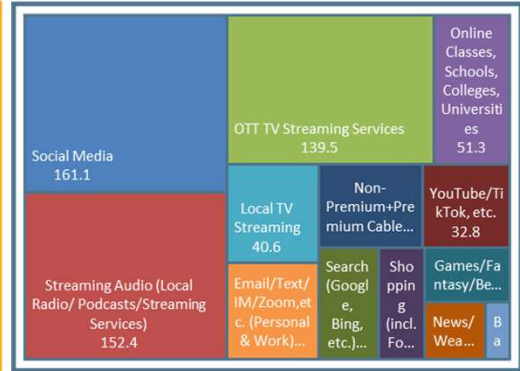 Social Media
161.1
Streaming Audio (Local
Radio/ Podcasts/Streaming
Services)
152.4
OTT TV Streaming Services
139.5
Online
Classes,
Schools,
Colleges,
Universiti
es
51.3
Local TV
Streaming
40.6
Non-
Premium+Pre
mium Cable...
YouTube/Ti
kTok, etc.
32.8
Email/Text/
IM/Zoom,et
c. (Personal
& Work)...
Search
(Googl
e,
Bing,
etc.)...
Sho
ppin
g
(incl.
Fo...
Games/Fa
ntasy/Be...
News/
Wea...
B
a